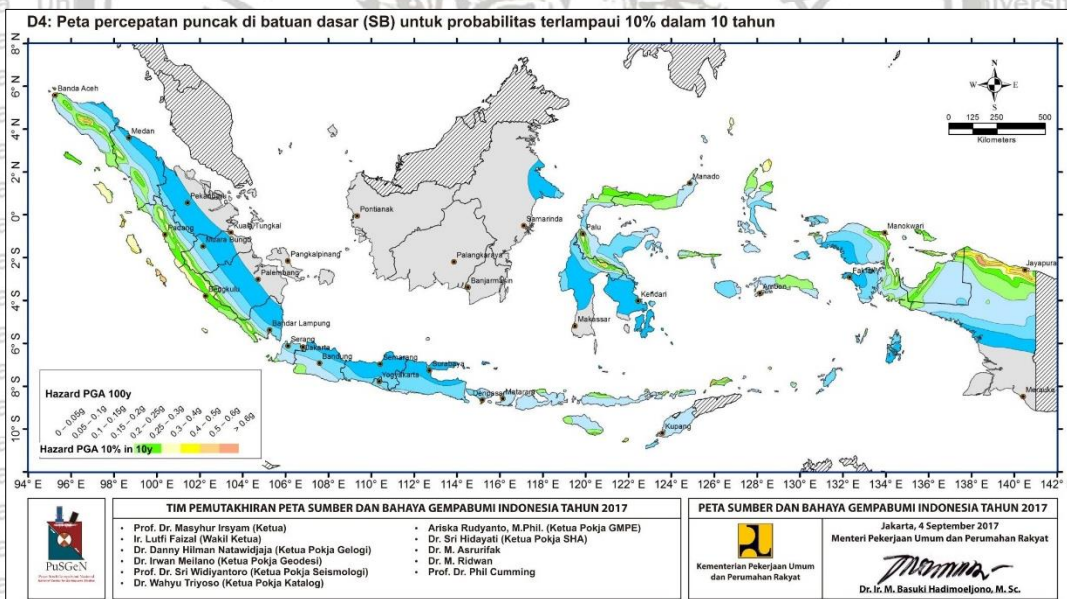 D4: Peta percepatan puncak di batuan dasar (SB) untuk probabilitas terlampaui 10% dalam 10 tahun
8° N
6° N
4° N
2° N
0°
2° S
4° S
6° S
8° S
10° S
Banda Aceh
Medan
Pekanbaru
Padang
Kuala Tungkal
Muara Bungo
Pangkalpinang
Palembang
Bengkulu
Bandar Lampung
Serang
Jakarta
Bandung
Semarang
Yogyakarta
Surabaya
Denpasar
Mataram
Kupang
Pontianak
Samarinda
Palangkaraya
Banjarmasin
Manado
Palu
Kendari
Makassar
Ambon
Manokwari
Fakfak
Jayapura
Merauke
N
W
E
S
0 125 250 500
Kilometers
Hazard PGA 100y
0 – 0.05g
0.05 - 0.1g
0.1 – 0.15g
0.15 - 0.2g
0.2 - 0.25g
0.25 – 0.3g
0.3 – 0.4g
0.4 - 0.5g
0.5 - 0.6g
> 0.6g
Hazard PGA 10% in 10y
94° E 96° E 98° E 100° E 102° E 104° E 106° E 108° E 110° E 112° E 114° E 116° E 118° E 120° E 122° E 124° E 126° E 128° E 130° E 132° E 134° E 136° E 138° E 140° E 142° E
PuSGeN
TIM PEMUTAKHIRAN PETA SUMBER DAN BAHAYA GEMPABUMI INDONESIA TAHUN 2017
• Prof. Dr. Masyhur Irsyam (Ketua)
• Ir. Lutfi Faizal (Wakil Ketua)
• Dr. Danny Hilman Natawidjaja (Ketua Pokja Gelogi)
• Dr. Irwan Meilano (Ketua Pokja Geodesi)
• Prof. Dr. Sri Widiyantoro (Ketua Pokja Seismologi)
• Dr. Wahyu Triyoso (Ketua Pokja Katalog)
• Ariska Rudyanto, M.Phil. (Ketua Pokja GMPE)
• Dr. Sri Hidayati (Ketua Pokja SHA)
• Dr. M. Asrurifak
• Dr. M. Ridwan
• Prof. Dr. Phil Cumming
PETA SUMBER DAN BAHAYA GEMPABUMI INDONESIA TAHUN 2017
Kementerian Pekerjaan Umum
dan Perumahan Rakyat
Jakarta, 4 September 2017
Menteri Pekerjaan Umum dan Perumahan Rakyat
Dr. Ir. M. Basuki Hadimoeljono, M. Sc.